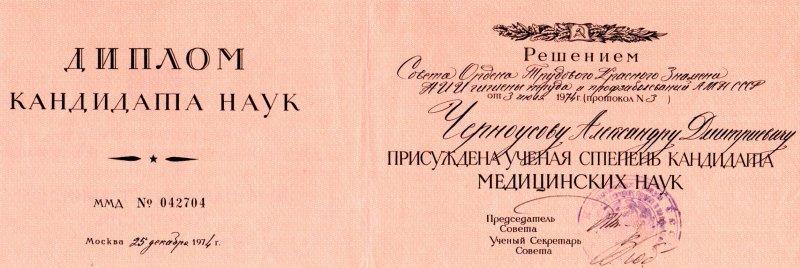 ДИПЛОМ
КАНДИДАТА НАУК
ММД № 042704
Москва 25 декабря 1974 г.
Решением
Совета Ордена Трудового Красного Знамени
НИИ гигиены труда и профзаболеваний АМН СССР
от 3 июня 1974 г. (протокол № 3 )
Черноусову Александру Дмитриевичу
ПРИСУЖДЕНА УЧЕНАЯ СТЕПЕНЬ КАНДИДАТА
МЕДИЦИНСКИХ НАУК
Председатель
Совета
Ученый Секретарь
Совета